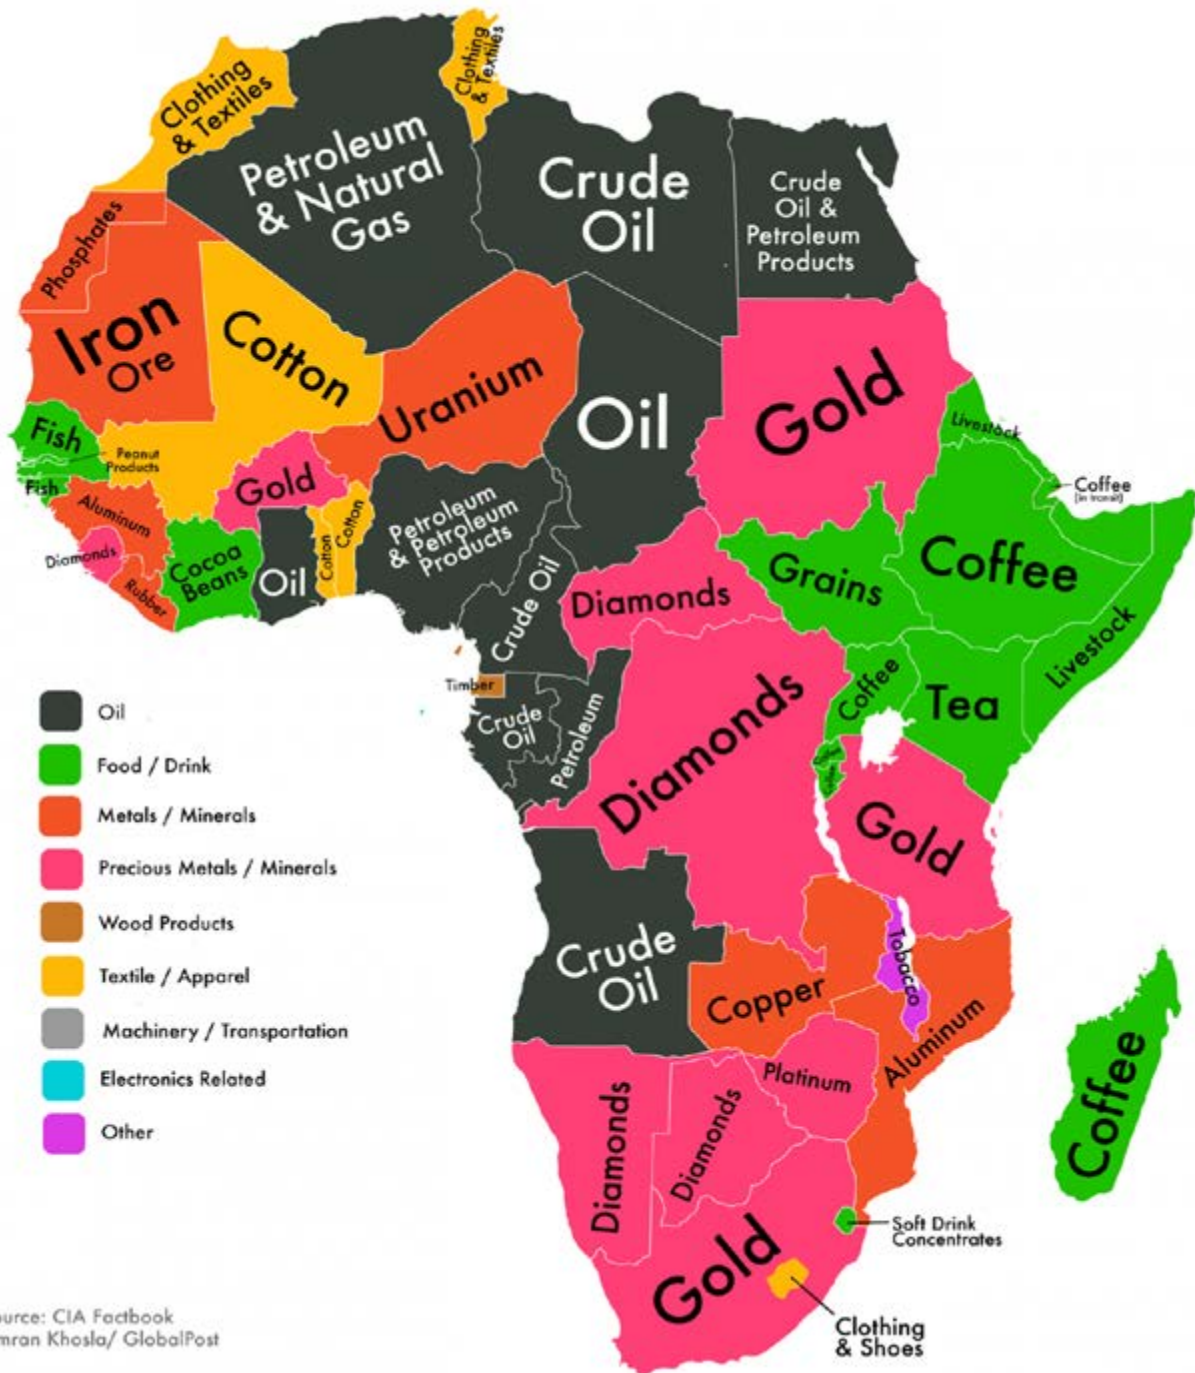 Clothing
& Textiles
Clothing
& Textiles
Petroleum
& Natural
Gas
Crude
Oil
Crude
Oil &
Petroleum
Products
Phosphates
Iron
Ore
Cotton
Uranium
Oil
Gold
Livestock
Fish
Peanut
Products
Fish
Gold
Coffee
(in transit)
Aluminum
Diamonds
Rubber
Cocoa
Beans
Oil
Cotton
Cotton
Petroleum
& Petroleum
Products
Crude Oil
Diamonds
Grains
Coffee
Livestock
Timber
Crude
Oil
Petroleum
Diamonds
Coffee
Tea
Gold
Crude
Oil
Copper
Tobacco
Aluminum
Diamonds
Diamonds
Platinum
Coffee
Gold
Soft Drink
Concentrates
Clothing
& Shoes
Oil
Food / Drink
Metals / Minerals
Precious Metals / Minerals
Wood Products
Textile / Apparel
Machinery / Transportation
Electronics Related
Other
urce: CIA Factbook
mran Khosla/ GlobalPost